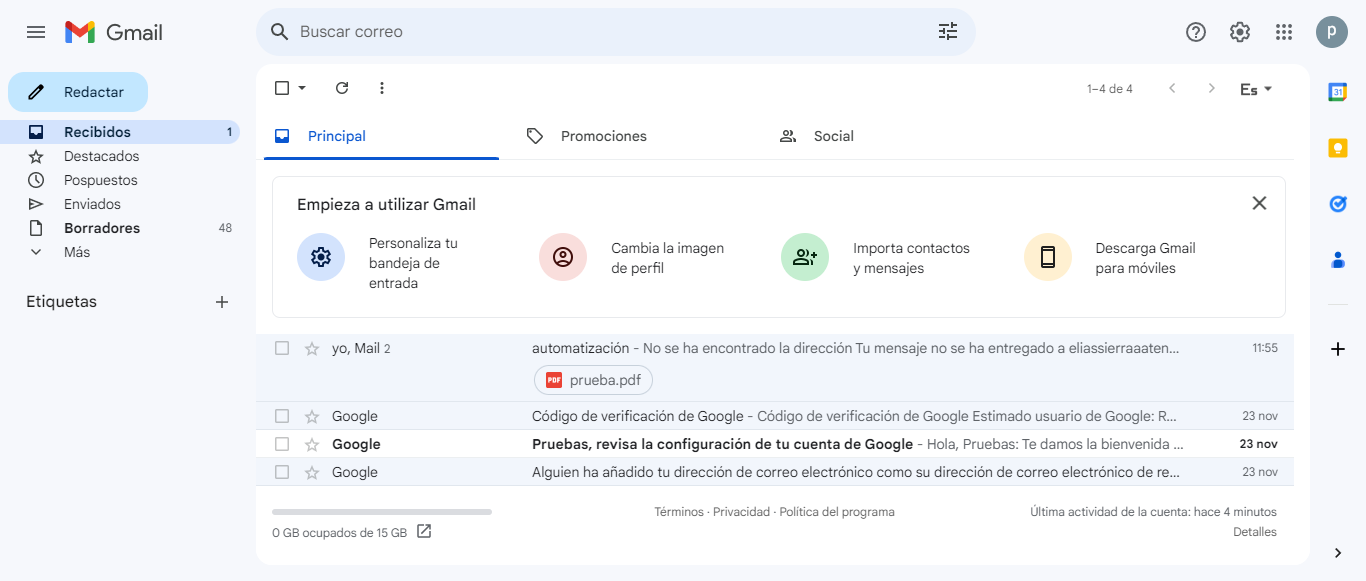 Gmail
Buscar correo
p
Redactar
Recibidos 1
Destacados
Pospuestos
Enviados
Borradores 48
Más
Etiquetas
1–4 de 4
Es
Principal
Promociones
Social
Empieza a utilizar Gmail
Personaliza tu
bandeja de
entrada
Cambia la imagen
de perfil
Importa contactos
y mensajes
Descarga Gmail
para móviles
yo, Mail 2 automatización - No se ha encontrado la dirección Tu mensaje no se ha entregado a eliassierraaaten... 11:55
PDF prueba.pdf
Google Código de verificación de Google - Código de verificación de Google Estimado usuario de Google: R... 23 nov
Google Pruebas, revisa la configuración de tu cuenta de Google - Hola, Pruebas: Te damos la bienvenida ... 23 nov
Google Alguien ha añadido tu dirección de correo electrónico como su dirección de correo electrónico de re... 23 nov
0 GB ocupados de 15 GB
Términos · Privacidad · Política del programa
Última actividad de la cuenta: hace 4 minutos
Detalles
31